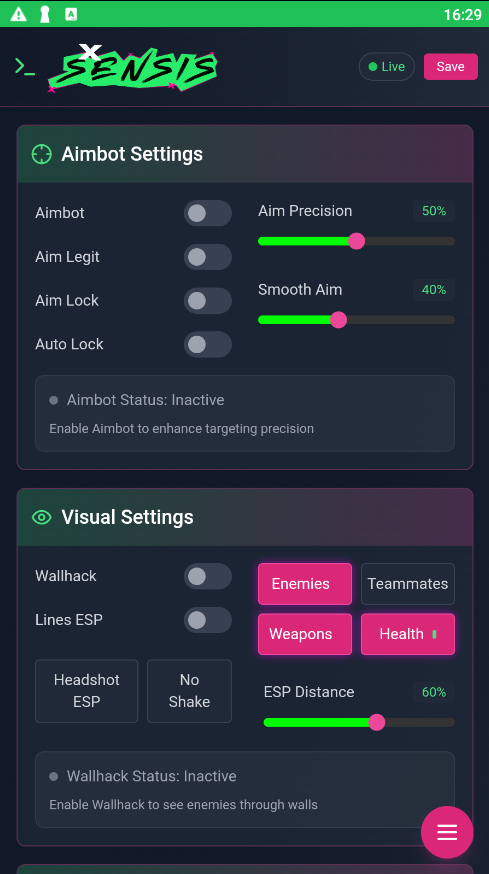 A
16:29
X
SENSIS
Live
Save
Aimbot Settings
Aimbot
Aim Precision
50%
Aim Legit
Smooth Aim
40%
Aim Lock
Auto Lock
Aimbot Status: Inactive
Enable Aimbot to enhance targeting precision
Visual Settings
Wallhack
Enemies
Teammates
Lines ESP
Weapons
Health
Headshot
ESP
No
Shake
ESP Distance
60%
Wallhack Status: Inactive
Enable Wallhack to see enemies through walls